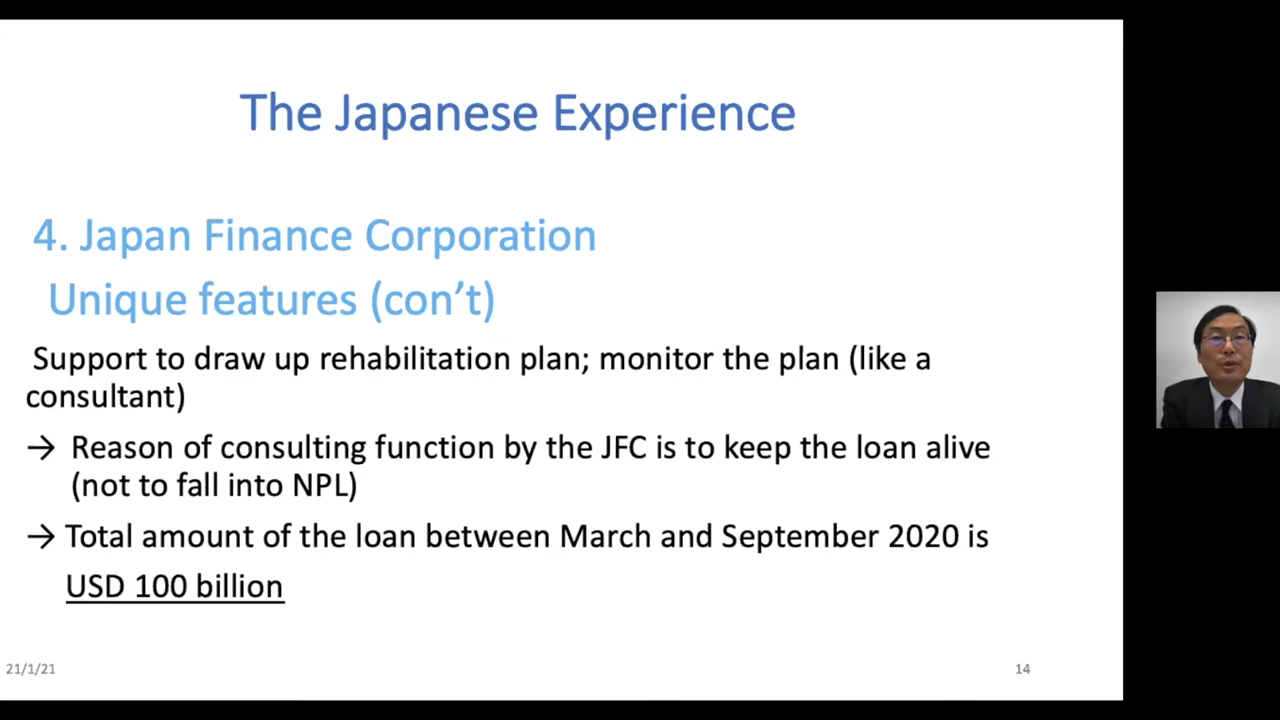 The Japanese Experience
4. Japan Finance Corporation
Unique features (con’t)
Support to draw up rehabilitation plan; monitor the plan (like a
consultant)
→ Reason of consulting function by the JFC is to keep the loan alive
(not to fall into NPL)
→ Total amount of the loan between March and September 2020 is
USD 100 billion
21/1/21
14